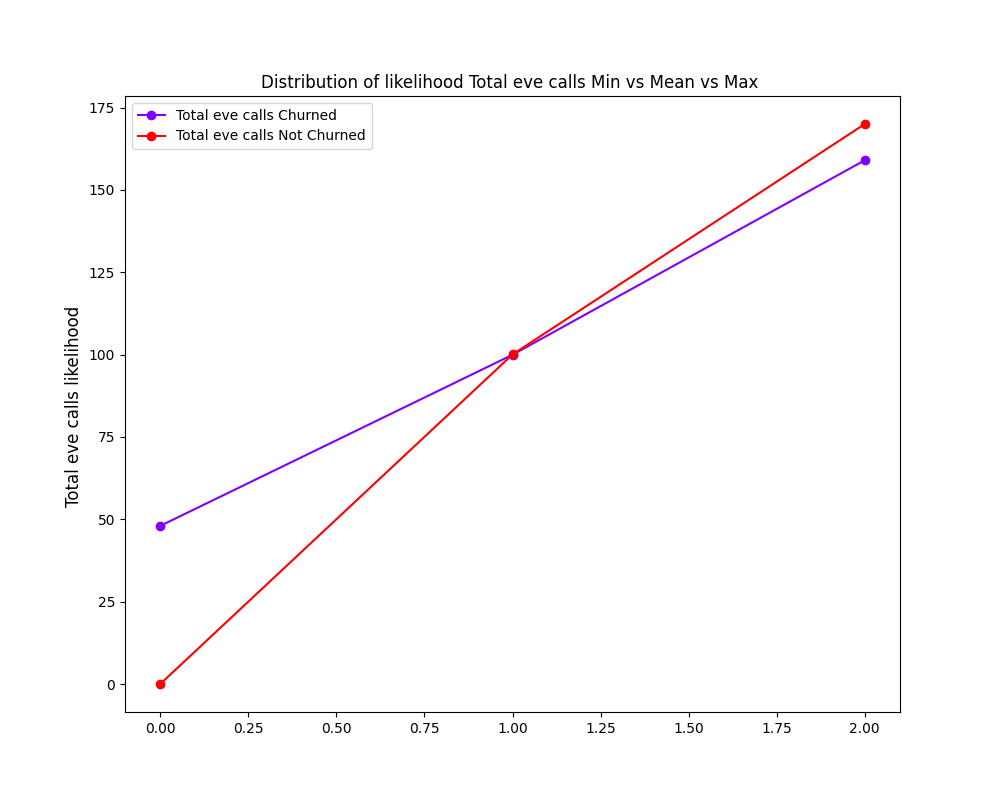 Distribution of likelihood Total eve calls Min vs Mean vs Max
Total eve calls Churned
Total eve calls Not Churned
Total eve calls likelihood
175
150
125
100
75
50
25
0
0.00 0.25 0.50 0.75 1.00 1.25 1.50 1.75 2.00